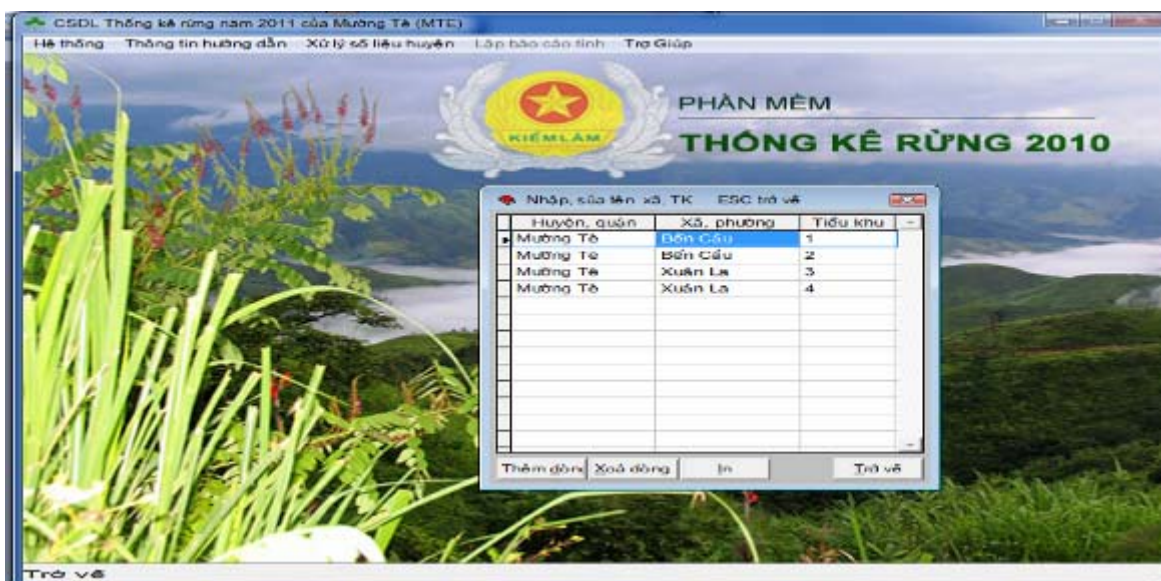 CSDL Thống kê rừng năm 2011 của Mường Tè (MTE)
Hệ thống Thông tin hướng dẫn Xử lý số liệu huyện Lập báo cáo tỉnh Trợ Giúp
KIỂM LÂM
PHẦN MỀM
THỐNG KÊ RỪNG 2010
Nhập, sửa tên xã, TK ESC trở về
Huyện, quận Xã, phường Tiểu khu
Mường Tè Bến Cầu 1
Mường Tè Bến Cầu 2
Mường Tè Xuân La 3
Mường Tè Xuân La 4
Thêm dòng Xoá dòng In Trở về
Trở về